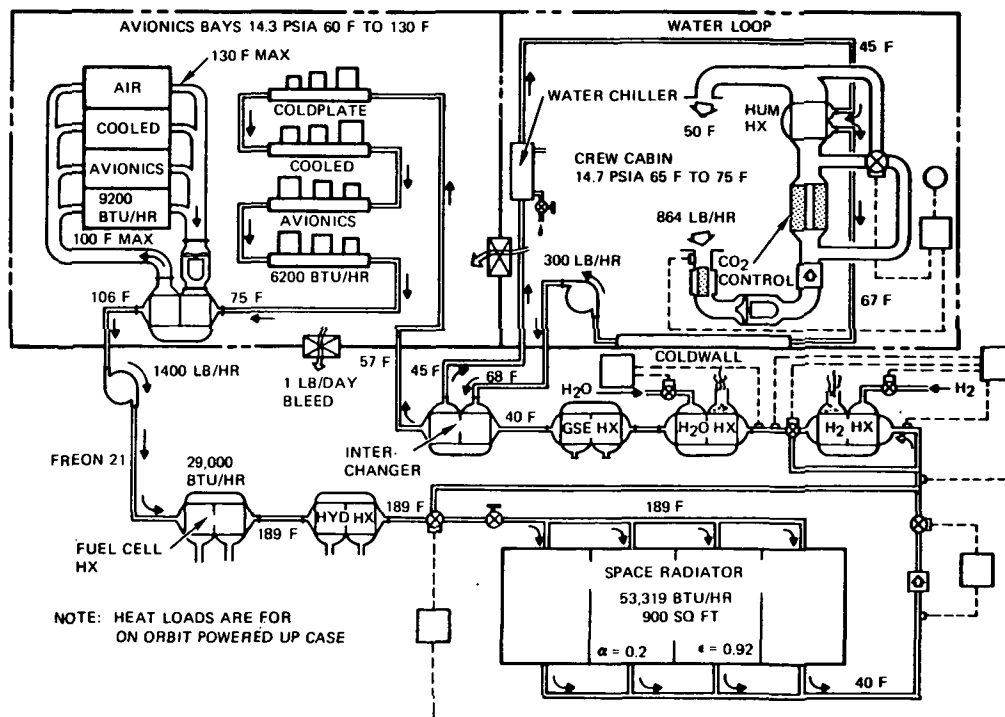 AVIONICS BAYS 14.3 PSIA 60 F TO 130 F
WATER LOOP
130 F MAX
AIR
COOLED
AVIONICS
9200
BTU/HR
100 F MAX
COLDPLATE
COOLED
AVIONICS
6200 BTU/HR
106 F
75 F
WATER CHILLER
45 F
50 F
HUM
HX
CREW CABIN
14.7 PSIA 65 F TO 75 F
864 LB/HR
CO2
CONTROL
300 LB/HR
67 F
1400 LB/HR
1 LB/DAY
BLEED
57 F
45 F
68 F
COLDWALL
H2O
H2
40 F
INTER-
CHANGER
GSE HX
H2O HX
H2 HX
FREON 21
29,000
BTU/HR
FUEL CELL
HX
189 F
HYD HX
189 F
189 F
SPACE RADIATOR
53,319 BTU/HR
900 SQ FT
α = 0.2
ϵ = 0.92
40 F
NOTE: HEAT LOADS ARE FOR
ON ORBIT POWERED UP CASE